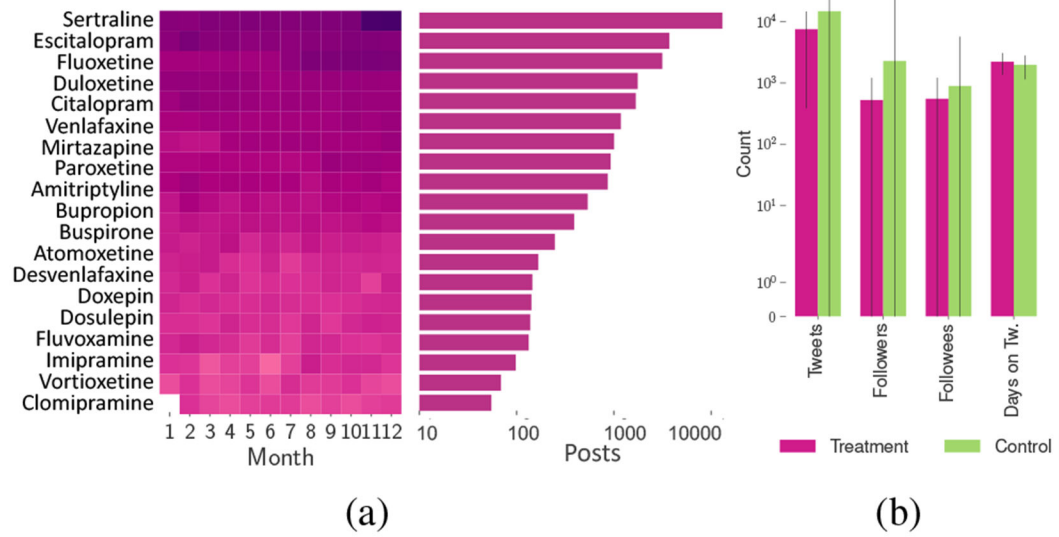 Sertraline
Escitalopram
Fluoxetine
Duloxetine
Citalopram
Venlafaxine
Mirtazapine
Paroxetine
Amitriptyline
Bupropion
Buspirone
Atomoxetine
Desvenlafaxine
Doxepin
Dosulepin
Fluvoxamine
Imipramine
Vortioxetine
Clomipramine
1 2 3 4 5 6 7 8 9 10 11 12
Month
10 100 1000 10000
Posts
(a)
Count
10⁴
10³
10²
10¹
10⁰
0
Tweets
Followers
Followees
Days on Tw.
Treatment Control
(b)